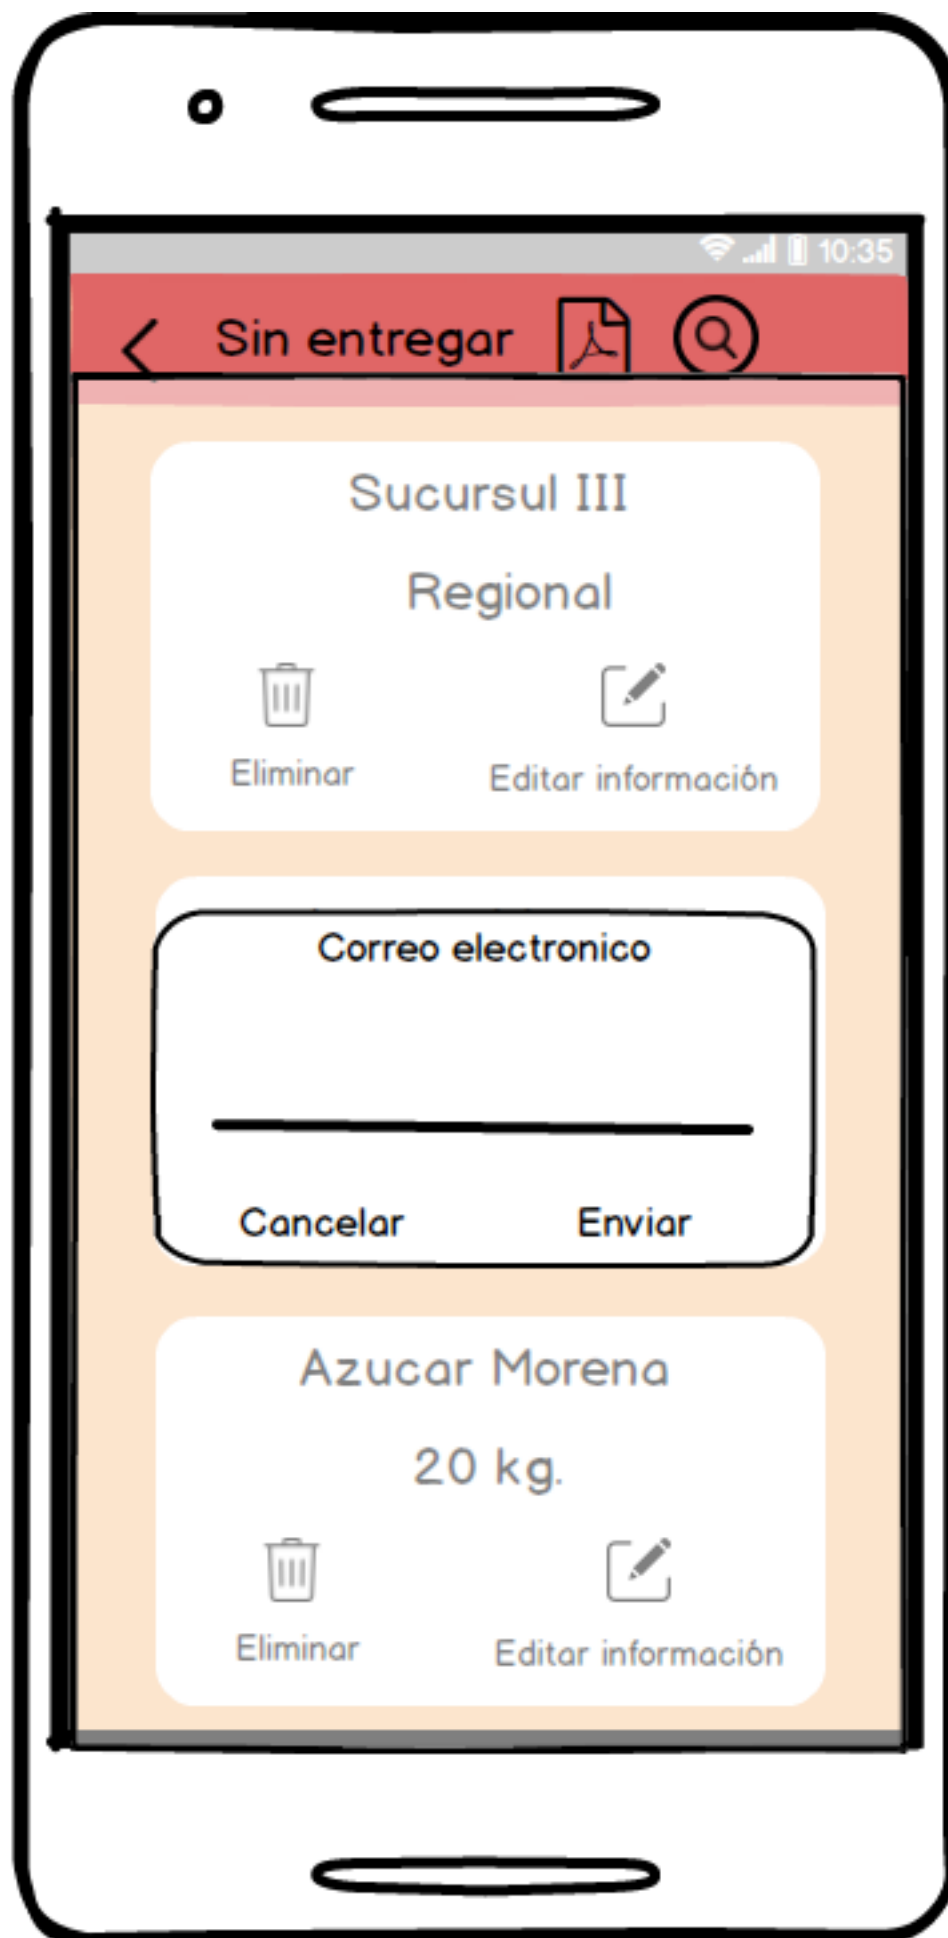 10:35
Sin entregar
Sucursul III
Regional
Eliminar
Editar información
Correo electronico
Cancelar
Enviar
Azucar Morena
20 kg.
Eliminar
Editar información